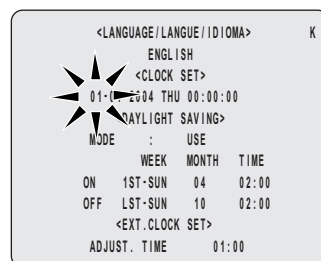 <LANGUAGE/LANGUE/IDIOMA> K
ENGLISH
<CLOCK SET>
01- 2004 THU 00:00:00
DAYLIGHT SAVING>
MODE : USE
WEEK MONTH TIME
ON 1ST-SUN 04 02:00
OFF LST-SUN 10 02:00
<EXT.CLOCK SET>
ADJUST. TIME 01:00